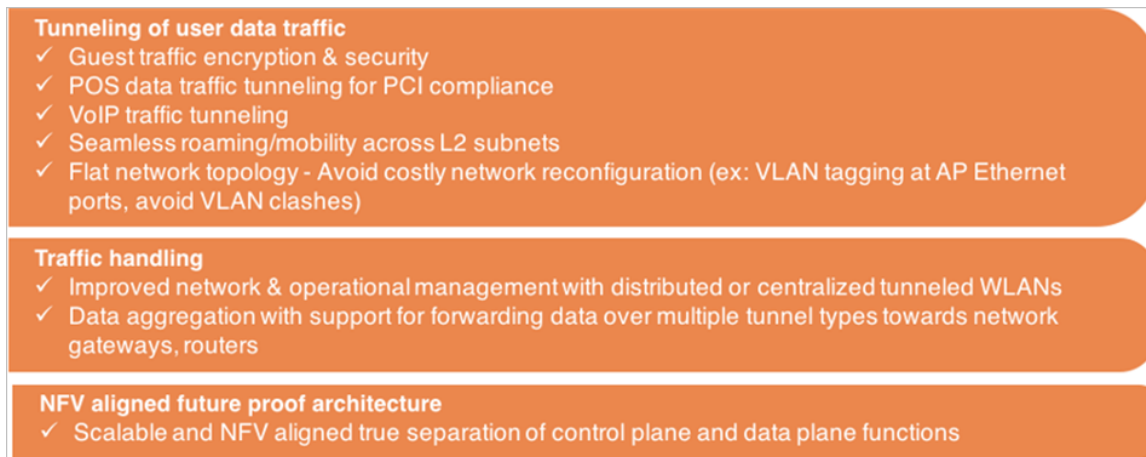 Tunneling of user data traffic
✓ Guest traffic encryption & security
✓ POS data traffic tunneling for PCI compliance
✓ VoIP traffic tunneling
✓ Seamless roaming/mobility across L2 subnets
✓ Flat network topology - Avoid costly network reconfiguration (ex: VLAN tagging at AP Ethernet
ports, avoid VLAN clashes)
Traffic handling
✓ Improved network & operational management with distributed or centralized tunneled WLANs
✓ Data aggregation with support for forwarding data over multiple tunnel types towards network
gateways, routers
NFV aligned future proof architecture
✓ Scalable and NFV aligned true separation of control plane and data plane functions